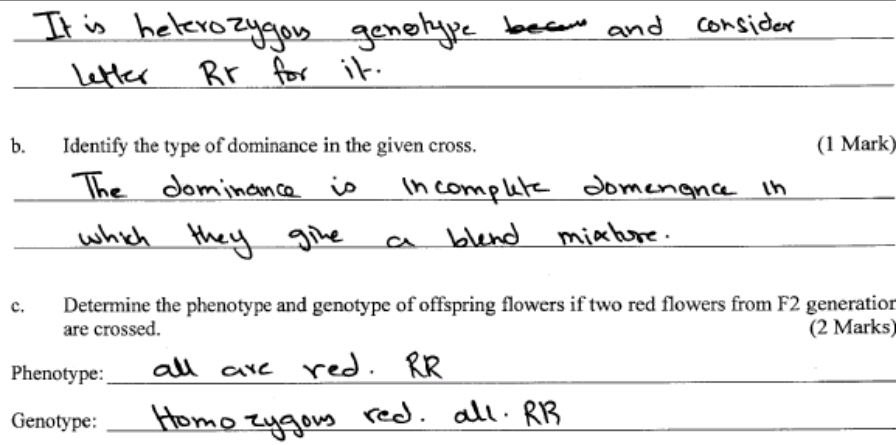 It is heterozygous genotype and consider
letter Rr for it.
b. Identify the type of dominance in the given cross. (1 Mark)
The dominance is incomplete domenance in
which they give a blend mixture.
c. Determine the phenotype and genotype of offspring flowers if two red flowers from F2 generation
are crossed. (2 Marks)
Phenotype: all are red. RR
Genotype: Homozygous red. all. RR